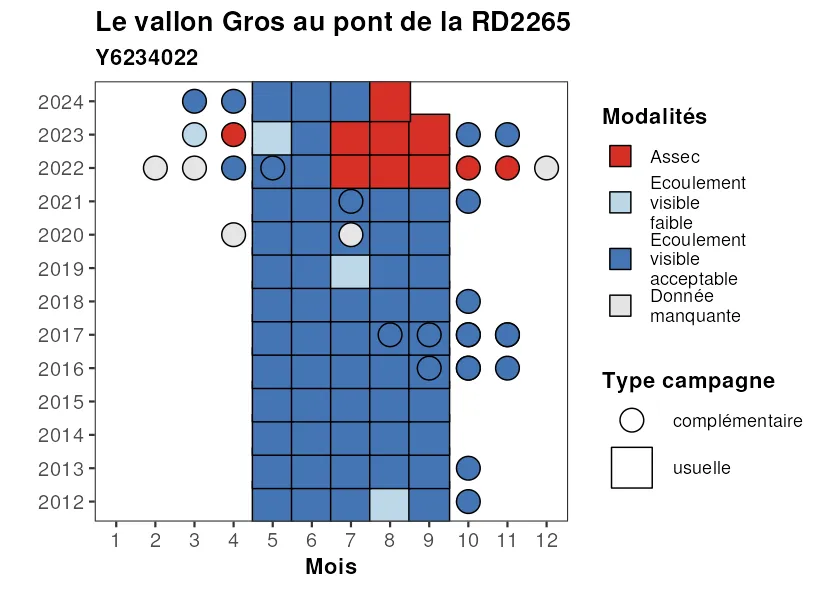 Le vallon Gros au pont de la RD2265
Y6234022
2024
2023
2022
2021
2020
2019
2018
2017
2016
2015
2014
2013
2012
1 2 3 4 5 6 7 8 9 10 11 12
Mois
Modalités
Assec
Ecoulement
visible
faible
Ecoulement
visible
acceptable
Donnée
manquante
Type campagne
complémentaire
usuelle